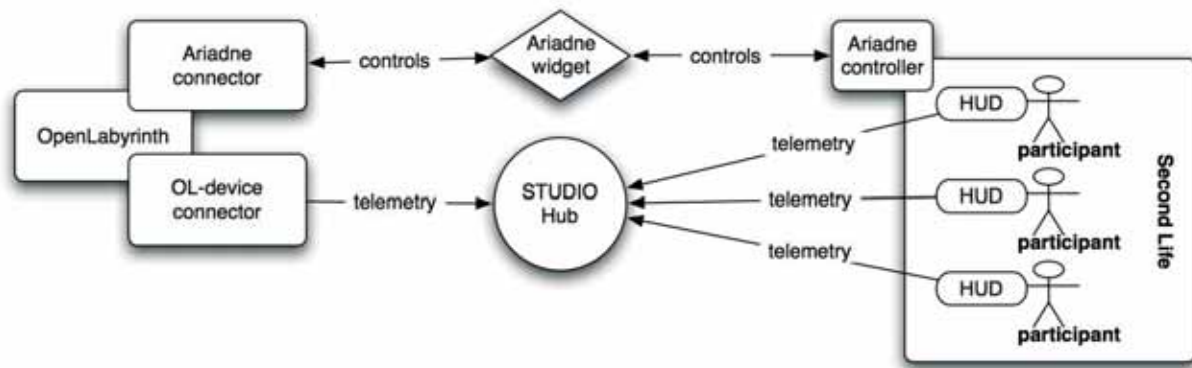 Ariadne
connector
controls
Ariadne
widget
controls
Ariadne
controller
OpenLabyrinth
OL-device
connector
telemetry
STUDIO
Hub
telemetry
telemetry
telemetry
HUD
participant
HUD
participant
HUD
participant
Second Life